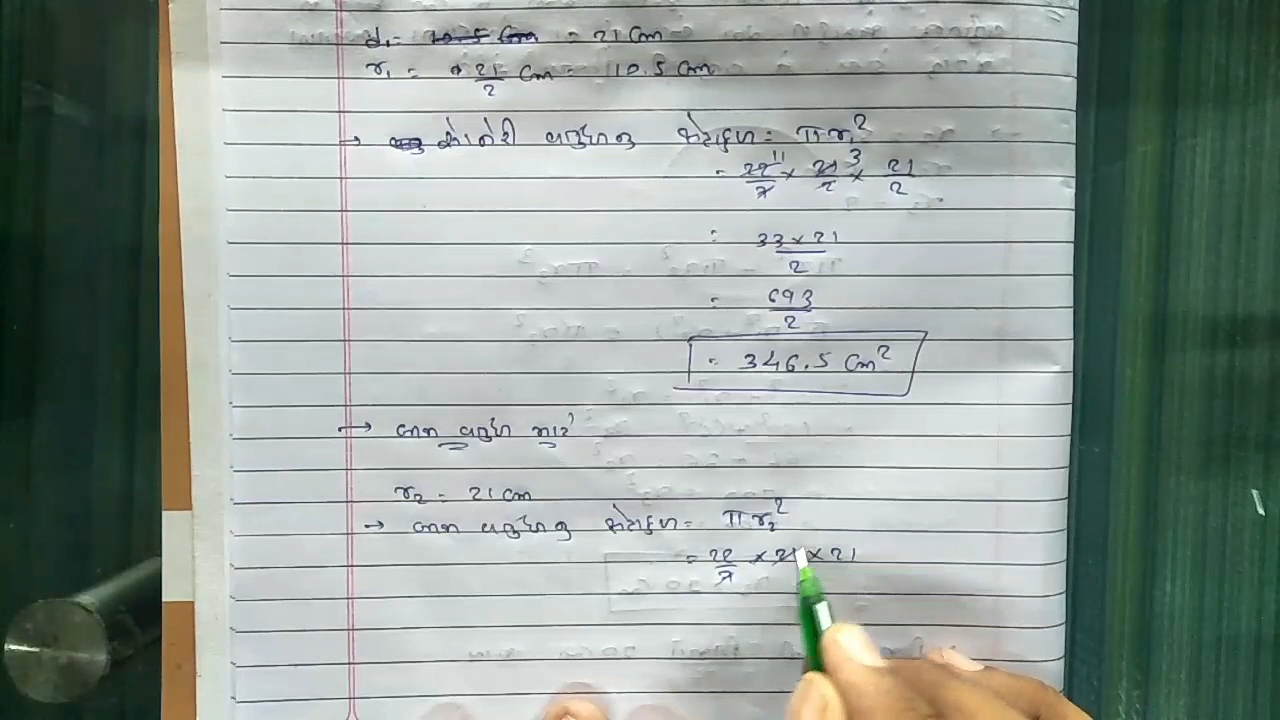 d₁ = = 21 cm
r₁ = 21/2 cm = 10.5 cm
→ સોનેરી વર્તુળનું ક્ષેત્રફળ = πr₁²
= 22/7 × 21/2 × 21/2 11 3
= 33 × 21/2
= 693/2
= 346.5 cm²
→ લાલ વર્તુળ માટે
r₂ = 21 cm
→ લાલ વર્તુળનું ક્ષેત્રફળ = πr₂²
= 22/7 × 21 × 21